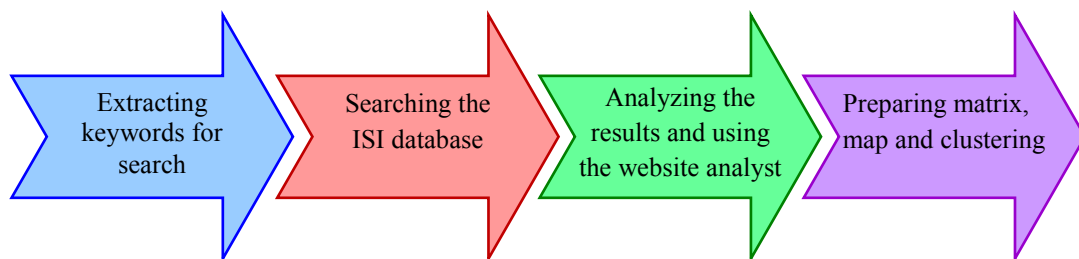 Extracting
keywords for
search
Searching the
ISI database
Analyzing the
results and using
the website analyst
Preparing matrix,
map and clustering